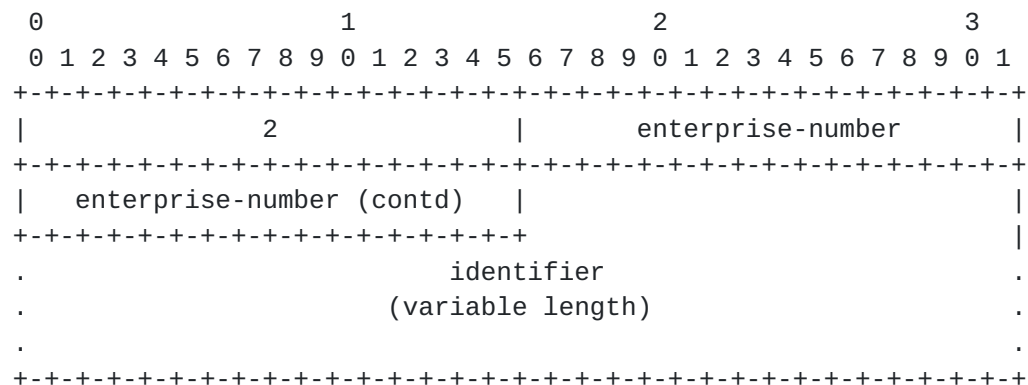 0                   1                   2                   3
 0 1 2 3 4 5 6 7 8 9 0 1 2 3 4 5 6 7 8 9 0 1 2 3 4 5 6 7 8 9 0 1
+-+-+-+-+-+-+-+-+-+-+-+-+-+-+-+-+-+-+-+-+-+-+-+-+-+-+-+-+-+-+-+-+
|               2               |       enterprise-number       |
+-+-+-+-+-+-+-+-+-+-+-+-+-+-+-+-+-+-+-+-+-+-+-+-+-+-+-+-+-+-+-+-+
|   enterprise-number (contd)   |                               |
+-+-+-+-+-+-+-+-+-+-+-+-+-+-+-+-+                               |
.                           identifier                          .
.                       (variable length)                       .
.                                                               .
+-+-+-+-+-+-+-+-+-+-+-+-+-+-+-+-+-+-+-+-+-+-+-+-+-+-+-+-+-+-+-+-+